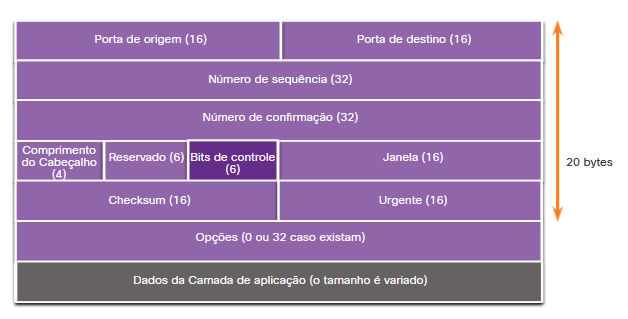 Porta de origem (16)
Porta de destino (16)
Número de sequência (32)
Número de confirmação (32)
Comprimento
do Cabeçalho
(4)
Reservado (6)
Bits de controle
(6)
Janela (16)
20 bytes
Checksum (16)
Urgente (16)
Opções (0 ou 32 caso existam)
Dados da Camada de aplicação (o tamanho é variado)